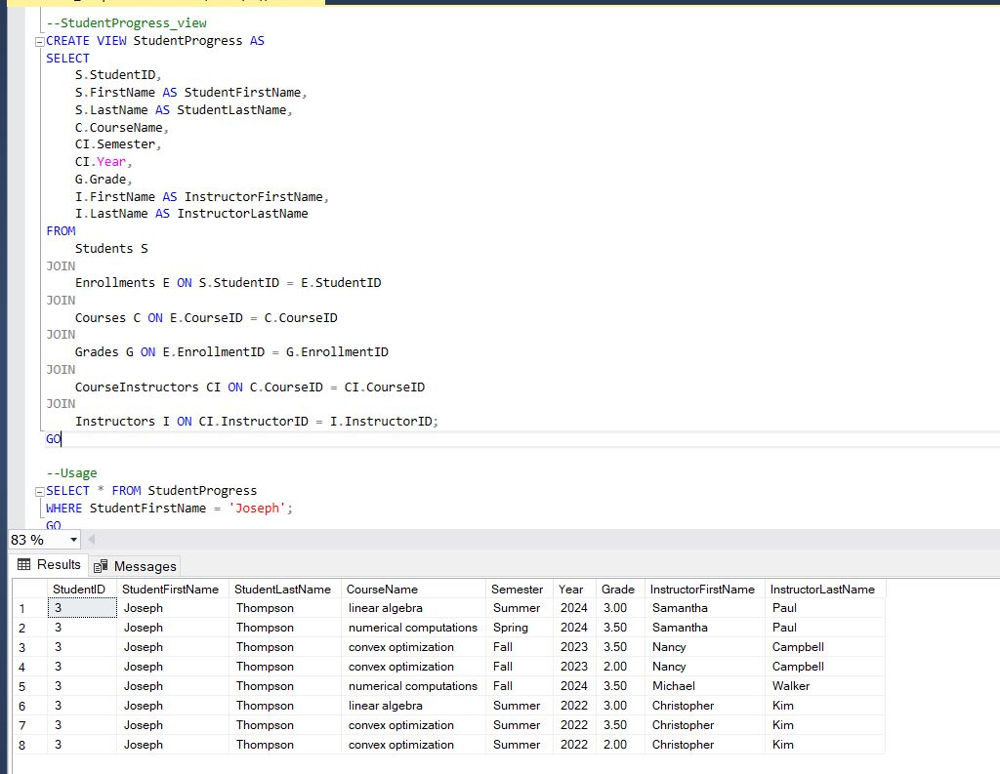 --StudentProgress_view
CREATE VIEW StudentProgress AS
SELECT
S.StudentID,
S.FirstName AS StudentFirstName,
S.LastName AS StudentLastName,
C.CourseName,
CI.Semester,
CI.Year,
G.Grade,
I.FirstName AS InstructorFirstName,
I.LastName AS InstructorLastName
FROM
Students S
JOIN
Enrollments E ON S.StudentID = E.StudentID
JOIN
Courses C ON E.CourseID = C.CourseID
JOIN
Grades G ON E.EnrollmentID = G.EnrollmentID
JOIN
CourseInstructors CI ON C.CourseID = CI.CourseID
JOIN
Instructors I ON CI.InstructorID = I.InstructorID;
GO
--Usage
SELECT * FROM StudentProgress
WHERE StudentFirstName = 'Joseph';
GO
83 %
Results Messages
StudentID StudentFirstName StudentLastName CourseName Semester Year Grade InstructorFirstName InstructorLastName
1 3 Joseph Thompson linear algebra Summer 2024 3.00 Samantha Paul
2 3 Joseph Thompson numerical computations Spring 2024 3.50 Samantha Paul
3 3 Joseph Thompson convex optimization Fall 2023 3.50 Nancy Campbell
4 3 Joseph Thompson convex optimization Fall 2023 2.00 Nancy Campbell
5 3 Joseph Thompson numerical computations Fall 2024 3.50 Michael Walker
6 3 Joseph Thompson linear algebra Summer 2022 3.00 Christopher Kim
7 3 Joseph Thompson convex optimization Summer 2022 3.50 Christopher Kim
8 3 Joseph Thompson convex optimization Summer 2022 2.00 Christopher Kim